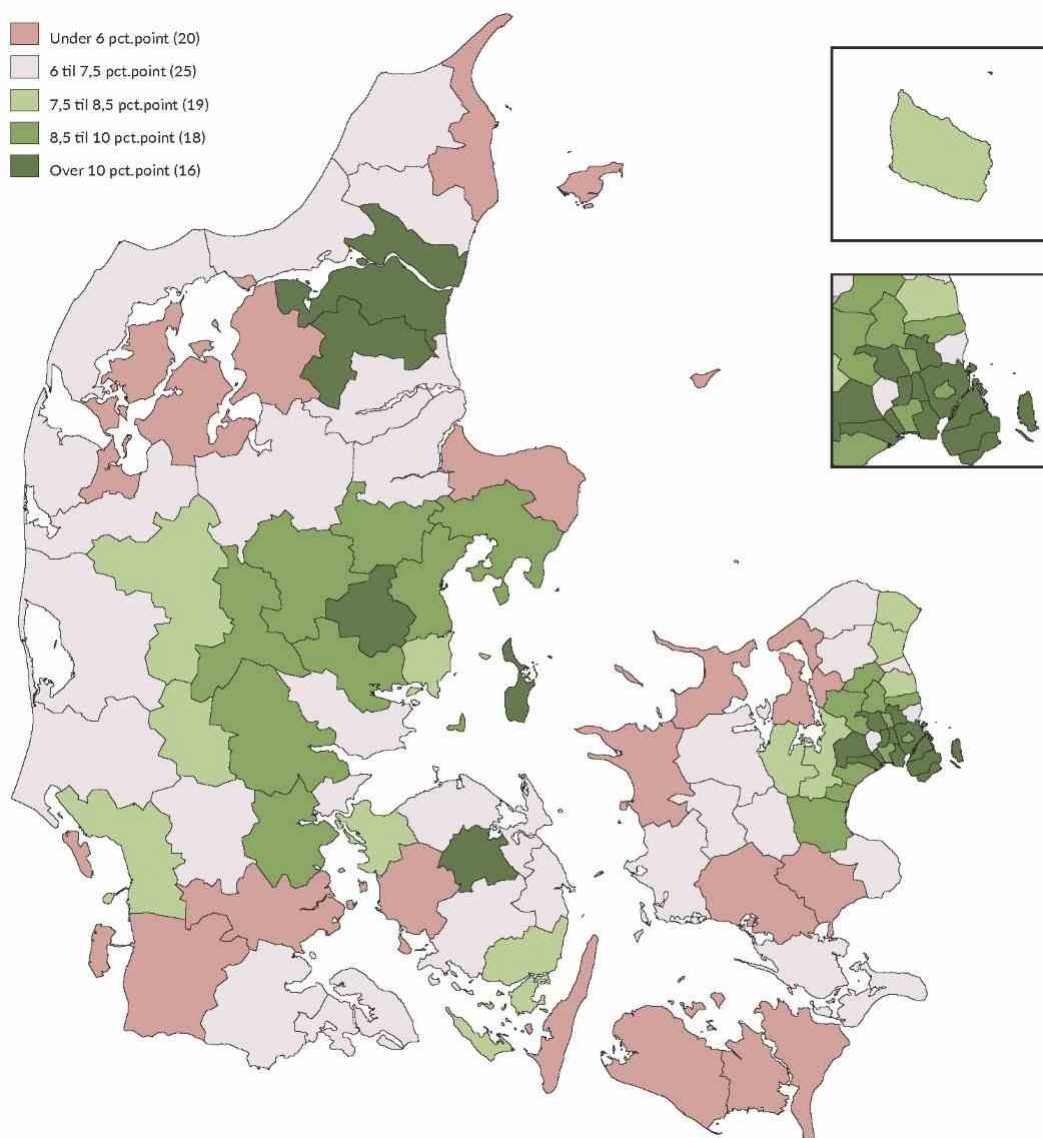 Under 6 pct.point (20)
6 til 7,5 pct.point (25)
7,5 til 8,5 pct.point (19)
8,5 til 10 pct.point (18)
Over 10 pct.point (16)